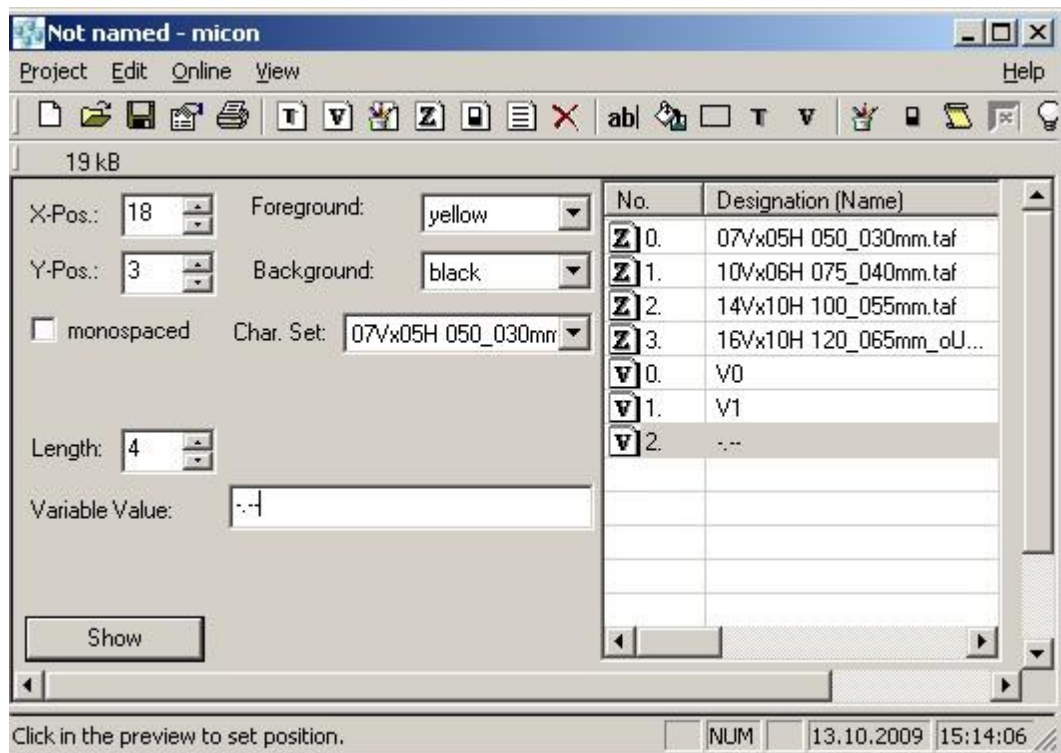 Not named - micon
Project Edit Online View Help
T V Z ab| T V
19 kB
X-Pos.: 18 Foreground: yellow
Y-Pos.: 3 Background: black
monospaced Char. Set: 07Vx05H 050_030mm
Length: 4
Variable Value: -.--
Show
No. Designation (Name)
Z 0. 07Vx05H 050_030mm.taf
Z 1. 10Vx06H 075_040mm.taf
Z 2. 14Vx10H 100_055mm.taf
Z 3. 16Vx10H 120_065mm_oU...
V 0. V0
V 1. V1
V 2. -.--
Click in the preview to set position. NUM 13.10.2009 15:14:06